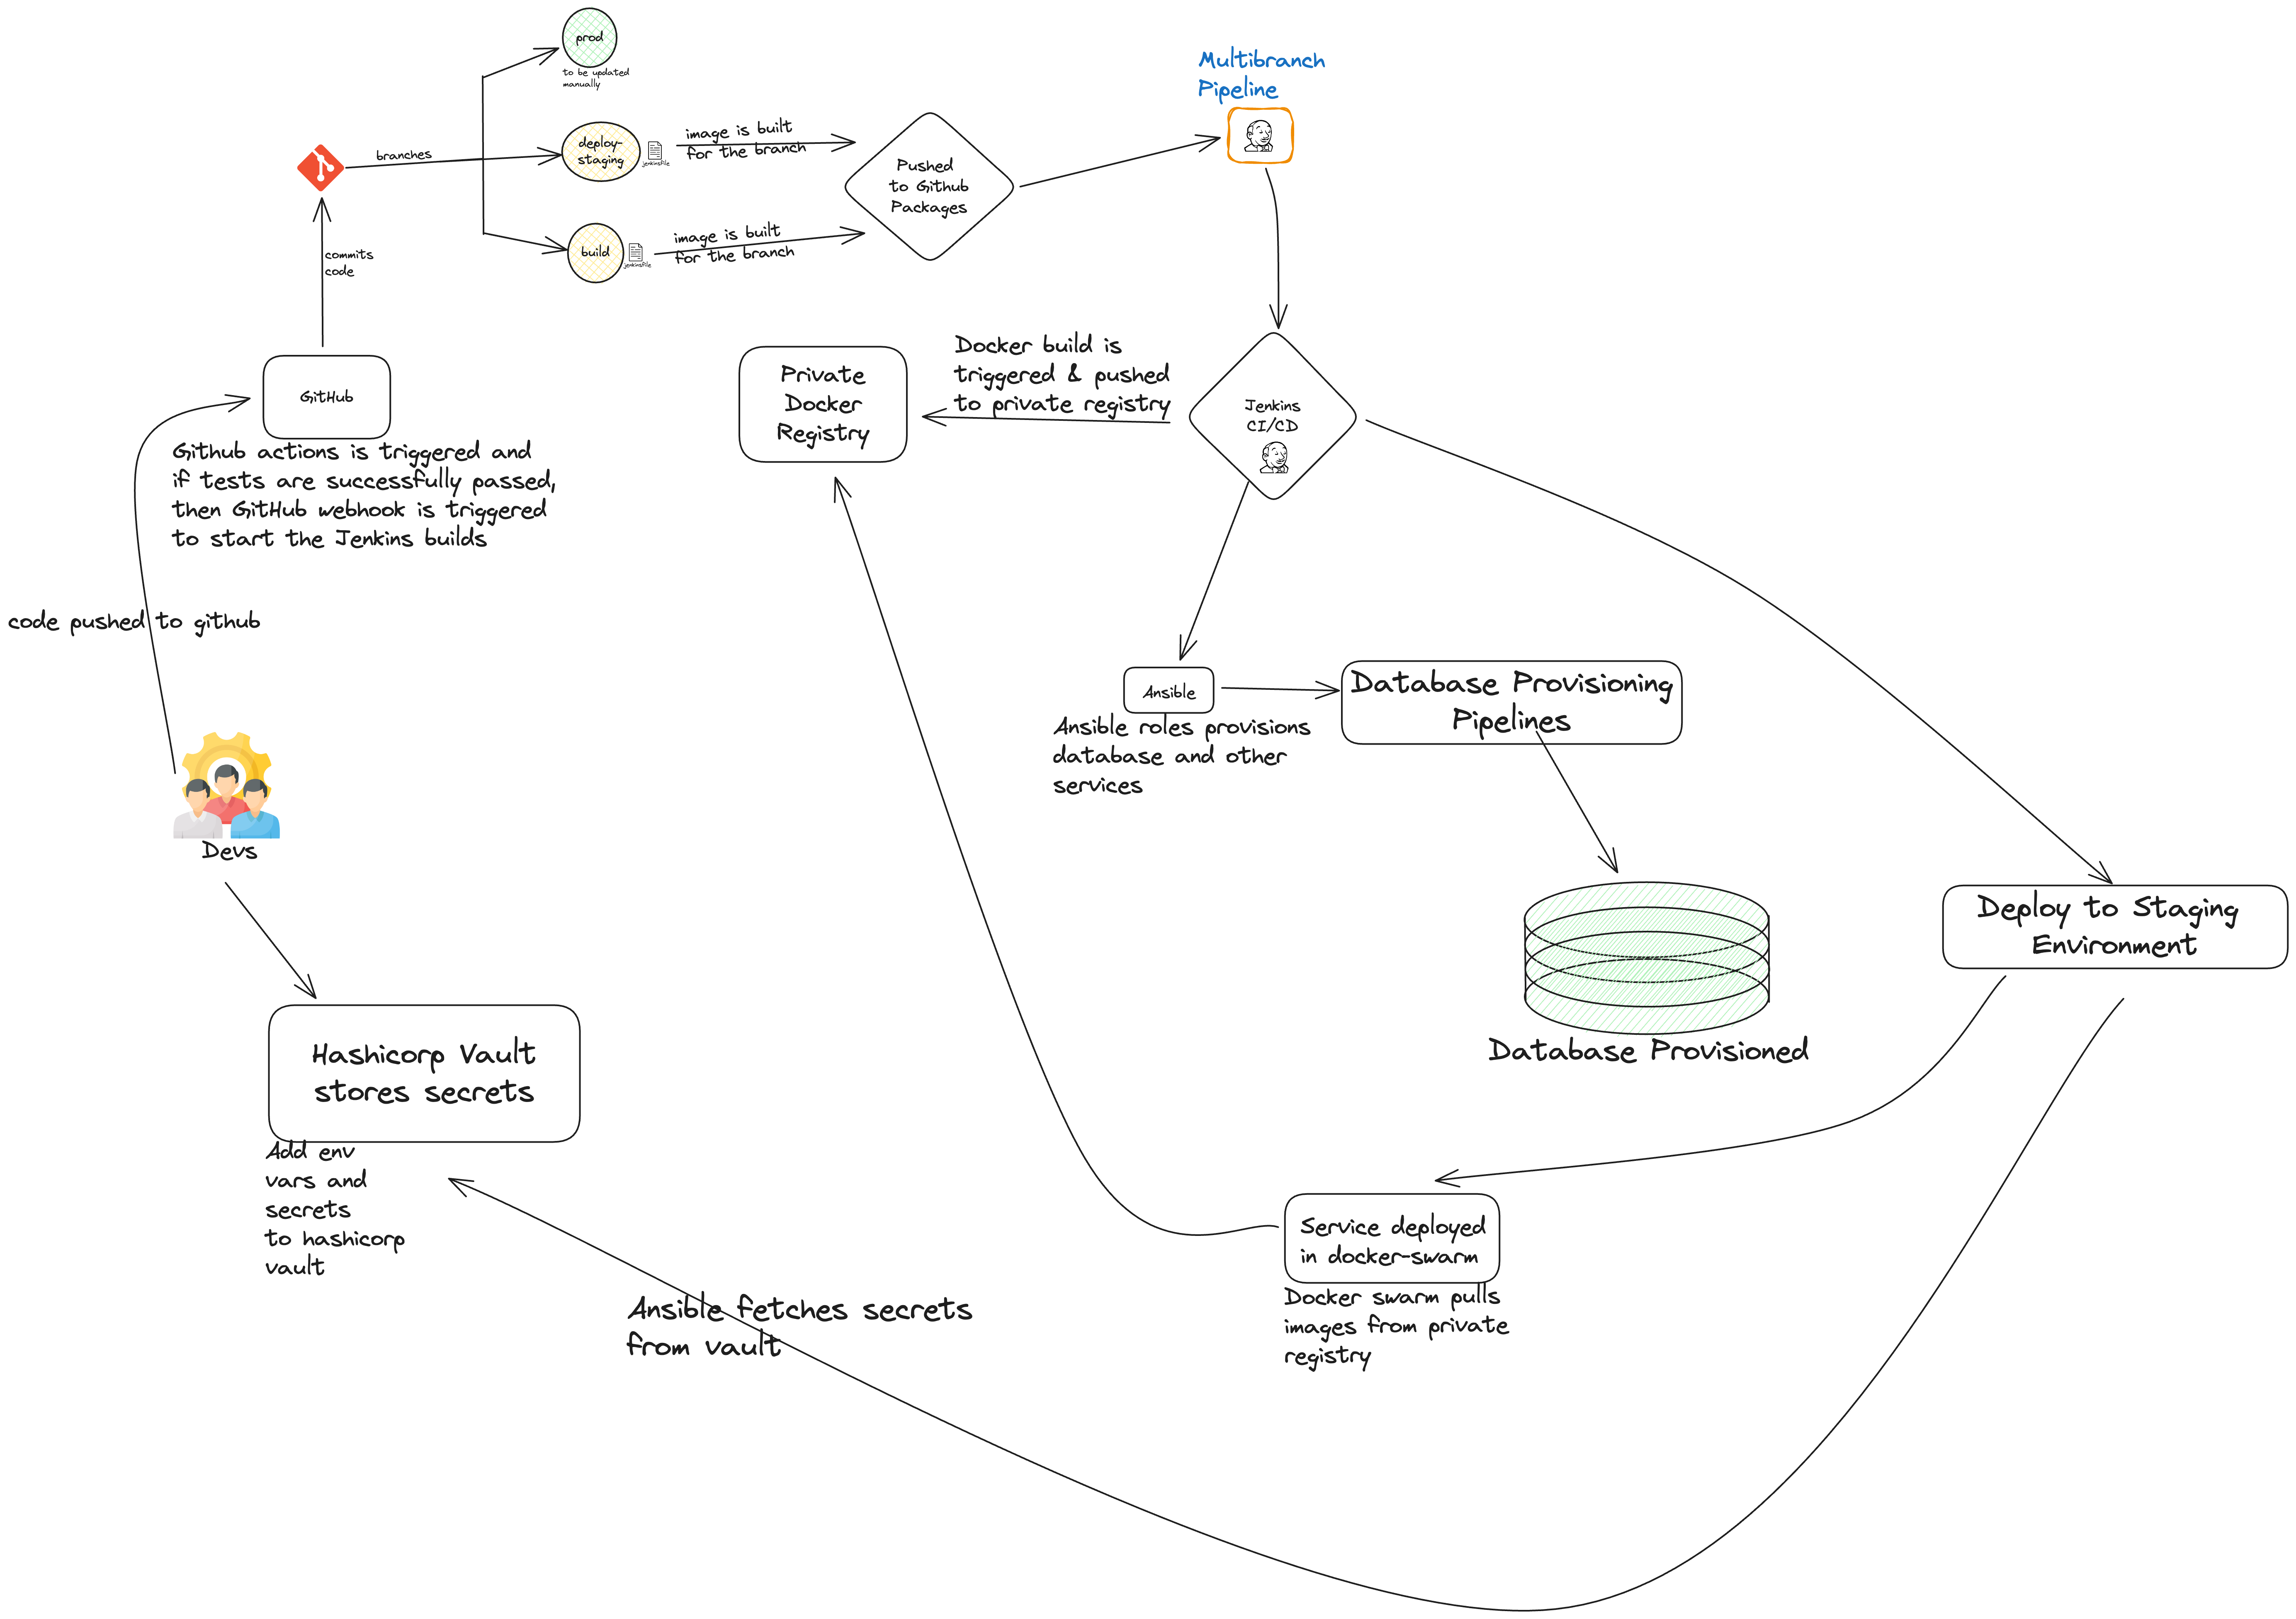 prod
to be updated
manually
Multibranch
Pipeline
branches
deploy-
staging
jenkinsfile
image is built
for the branch
Pushed
to Github
Packages
build
jenkinsfile
image is built
for the branch
commits
code
GitHub
Github actions is triggered and
if tests are successfully passed,
then GitHub webhook is triggered
to start the Jenkins builds
Private
Docker
Registry
Docker build is
triggered & pushed
to private registry
Jenkins
CI/CD
code pushed to github
Ansible
Ansible roles provisions
database and other
services
Database Provisioning
Pipelines
Devs
Deploy to Staging
Environment
Database Provisioned
Hashicorp Vault
stores secrets
Add env
vars and
secrets
to hashicorp
vault
Service deployed
in docker-swarm
Docker swarm pulls
images from private
registry
Ansible fetches secrets
from vault